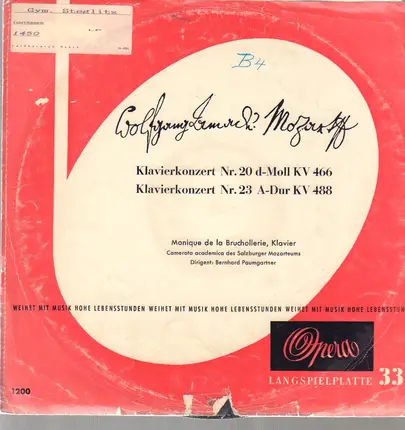 Gym. Steglitz
1450
B4
Wolfgang Amadé Mozart
Klavierkonzert Nr. 20 d-Moll KV 466
Klavierkonzert Nr. 23 A-Dur KV 488
Monique de la Bruchollerie, Klavier
Camerata academica des Salzburger Mozarteums
Dirigent: Bernhard Paumgartner
WEIHET MIT MUSIK HOHE LEBENSSTUNDEN WEIHET MIT MUSIK HOHE LEBENSSTUNDEN WEIHET MIT MUSIK HOHE LEBENSSTUN
Opera
LANGSPIELPLATTE 33
1200